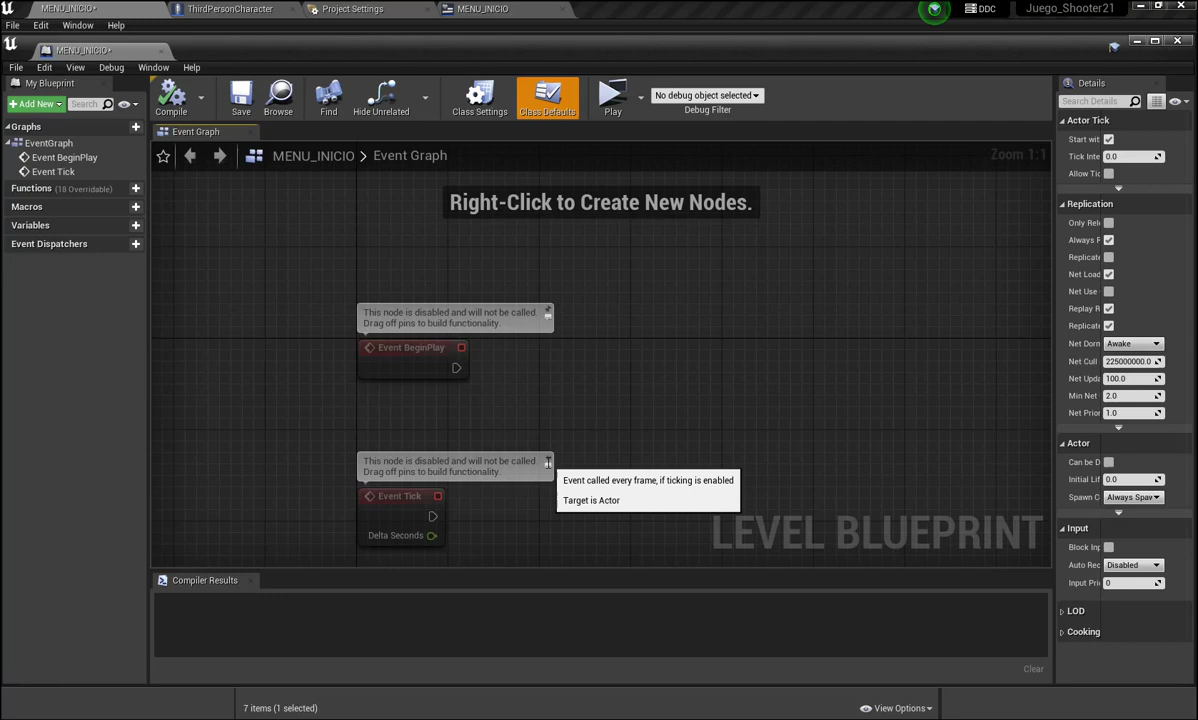 MENU_INICIO*
ThirdPersonCharacter
Project Settings
MENU_INICIO
DDC
Juego_Shooter21
File Edit Window Help
MENU_INICIO*
File Edit View Debug Window Help
My Blueprint
Add New
Search
Compile
Save
Browse
Find
Hide Unrelated
Class Settings
Class Defaults
Play
No debug object selected
Debug Filter
Graphs
EventGraph
Event BeginPlay
Event Tick
Functions (18 Overridable)
Macros
Variables
Event Dispatchers
Event Graph
MENU_INICIO > Event Graph
Zoom 1:1
Right-Click to Create New Nodes.
This node is disabled and will not be called.
Drag off pins to build functionality.
Event BeginPlay
This node is disabled and will not be called.
Drag off pins to build functionality.
Event Tick
Delta Seconds
Event called every frame, if ticking is enabled
Target is Actor
LEVEL BLUEPRINT
Compiler Results
Clear
Details
Search Details
Actor Tick
Start wit
Tick Inte 0.0
Allow Tic
Replication
Only Rele
Always R
Replicate
Net Load
Net Use
Replay R
Replicate
Net Dorn Awake
Net Cull 225000000.0
Net Upda 100.0
Min Net 2.0
Net Prior 1.0
Actor
Can be D
Initial Lif 0.0
Spawn C Always Spav
Input
Block Inp
Auto Rec Disabled
Input Prio 0
LOD
Cooking
7 items (1 selected)
View Options